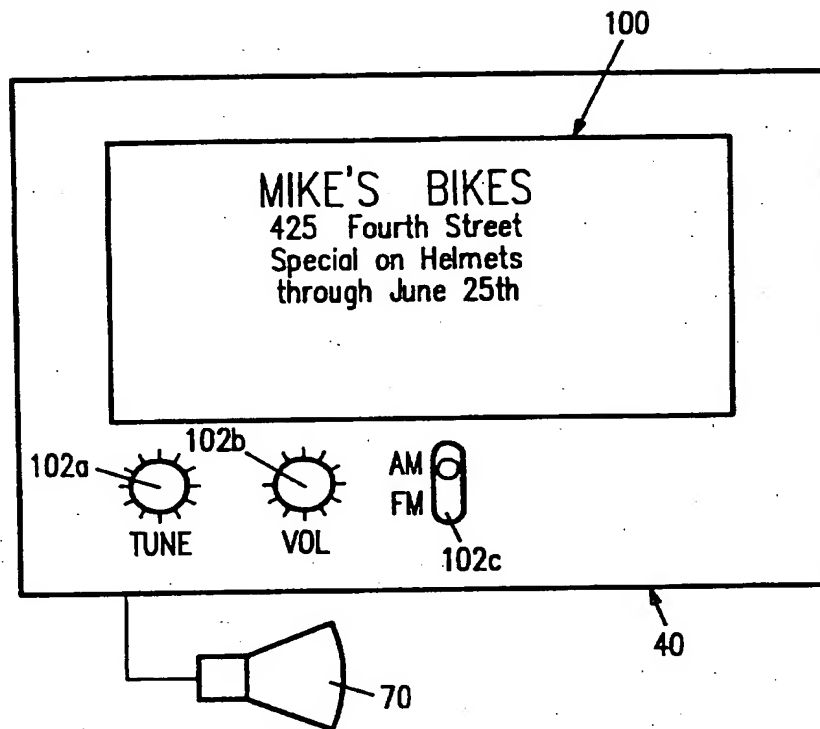 100
MIKE'S BIKES
425 Fourth Street
Special on Helmets
through June 25th
102a
102b
AM
FM
TUNE
VOL
102c
40
70